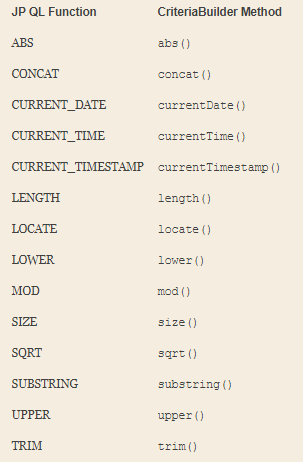 JP QL Function CriteriaBuilder Method
ABS abs()
CONCAT concat()
CURRENT_DATE currentDate()
CURRENT_TIME currentTime()
CURRENT_TIMESTAMP currentTimestamp()
LENGTH length()
LOCATE locate()
LOWER lower()
MOD mod()
SIZE size()
SQRT sqrt()
SUBSTRING substring()
UPPER upper()
TRIM trim()